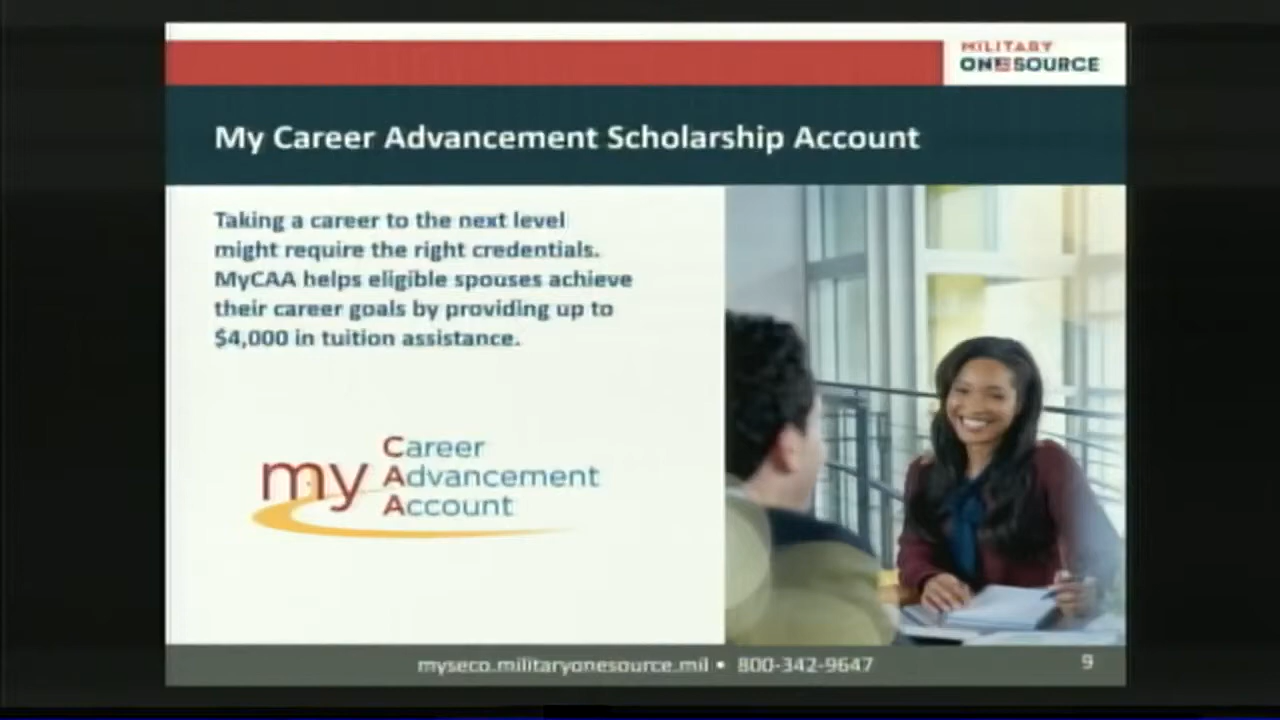 MILITARY
ONESOURCE
My Career Advancement Scholarship Account
Taking a career to the next level
might require the right credentials.
MyCAA helps eligible spouses achieve
their career goals by providing up to
$4,000 in tuition assistance.
my Career
Advancement
Account
myseco.militaryonesource.mil • 800-342-9647
9